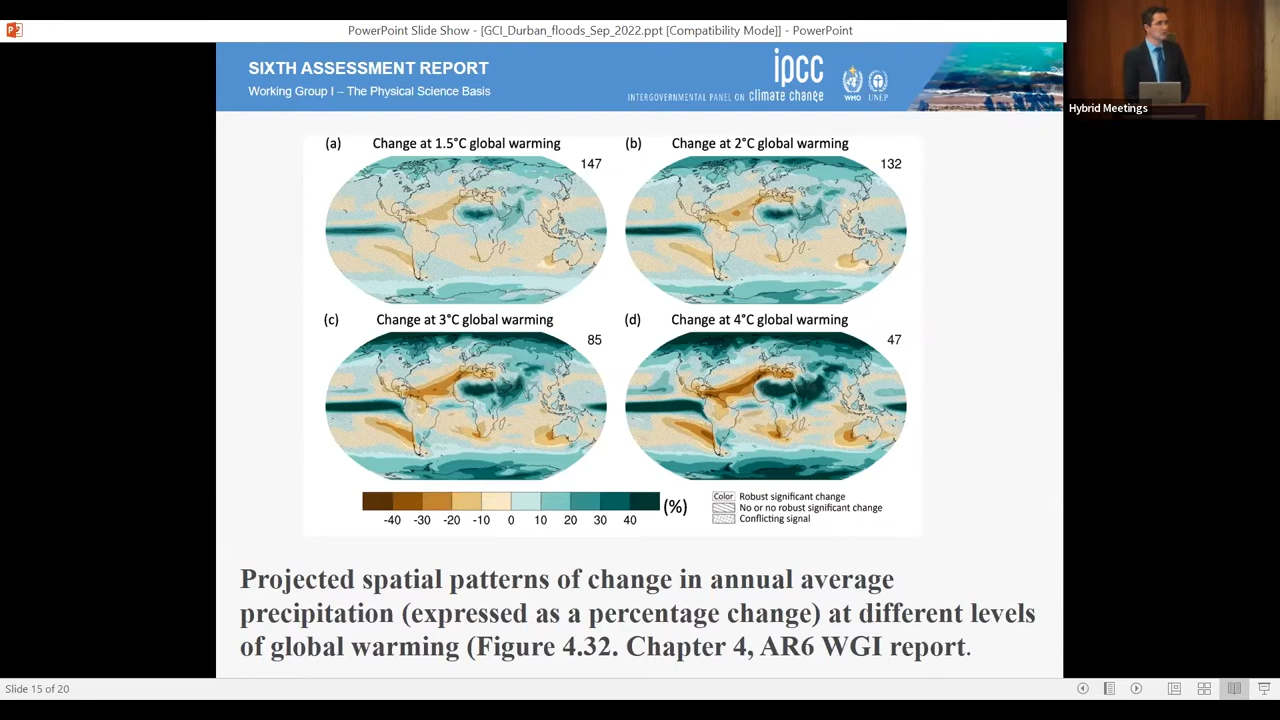 PowerPoint Slide Show - [GCI_Durban_floods_Sep_2022.ppt [Compatibility Mode]] - PowerPoint
SIXTH ASSESSMENT REPORT
Working Group I – The Physical Science Basis
ipcc
INTERGOVERNMENTAL PANEL ON climate change
WMO
UNEP
Hybrid Meetings
(a) Change at 1.5°C global warming
147
(b) Change at 2°C global warming
132
(c) Change at 3°C global warming
85
(d) Change at 4°C global warming
47
-40 -30 -20 -10 0 10 20 30 40
(%)
Color Robust significant change
No or no robust significant change
Conflicting signal
Projected spatial patterns of change in annual average
precipitation (expressed as a percentage change) at different levels
of global warming (Figure 4.32. Chapter 4, AR6 WGI report.
Slide 15 of 20